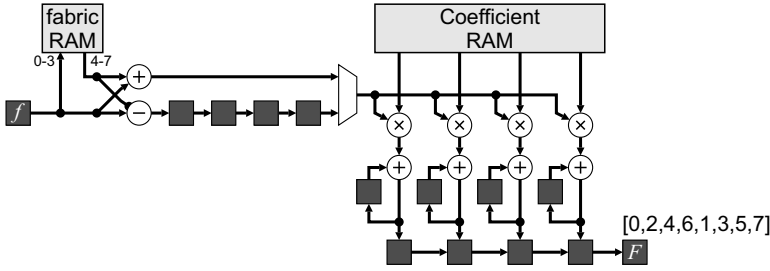 fabric
RAM
Coefficient
RAM
0-3
4-7
+
f
−
× × × ×
+ + + +
[0,2,4,6,1,3,5,7]
F